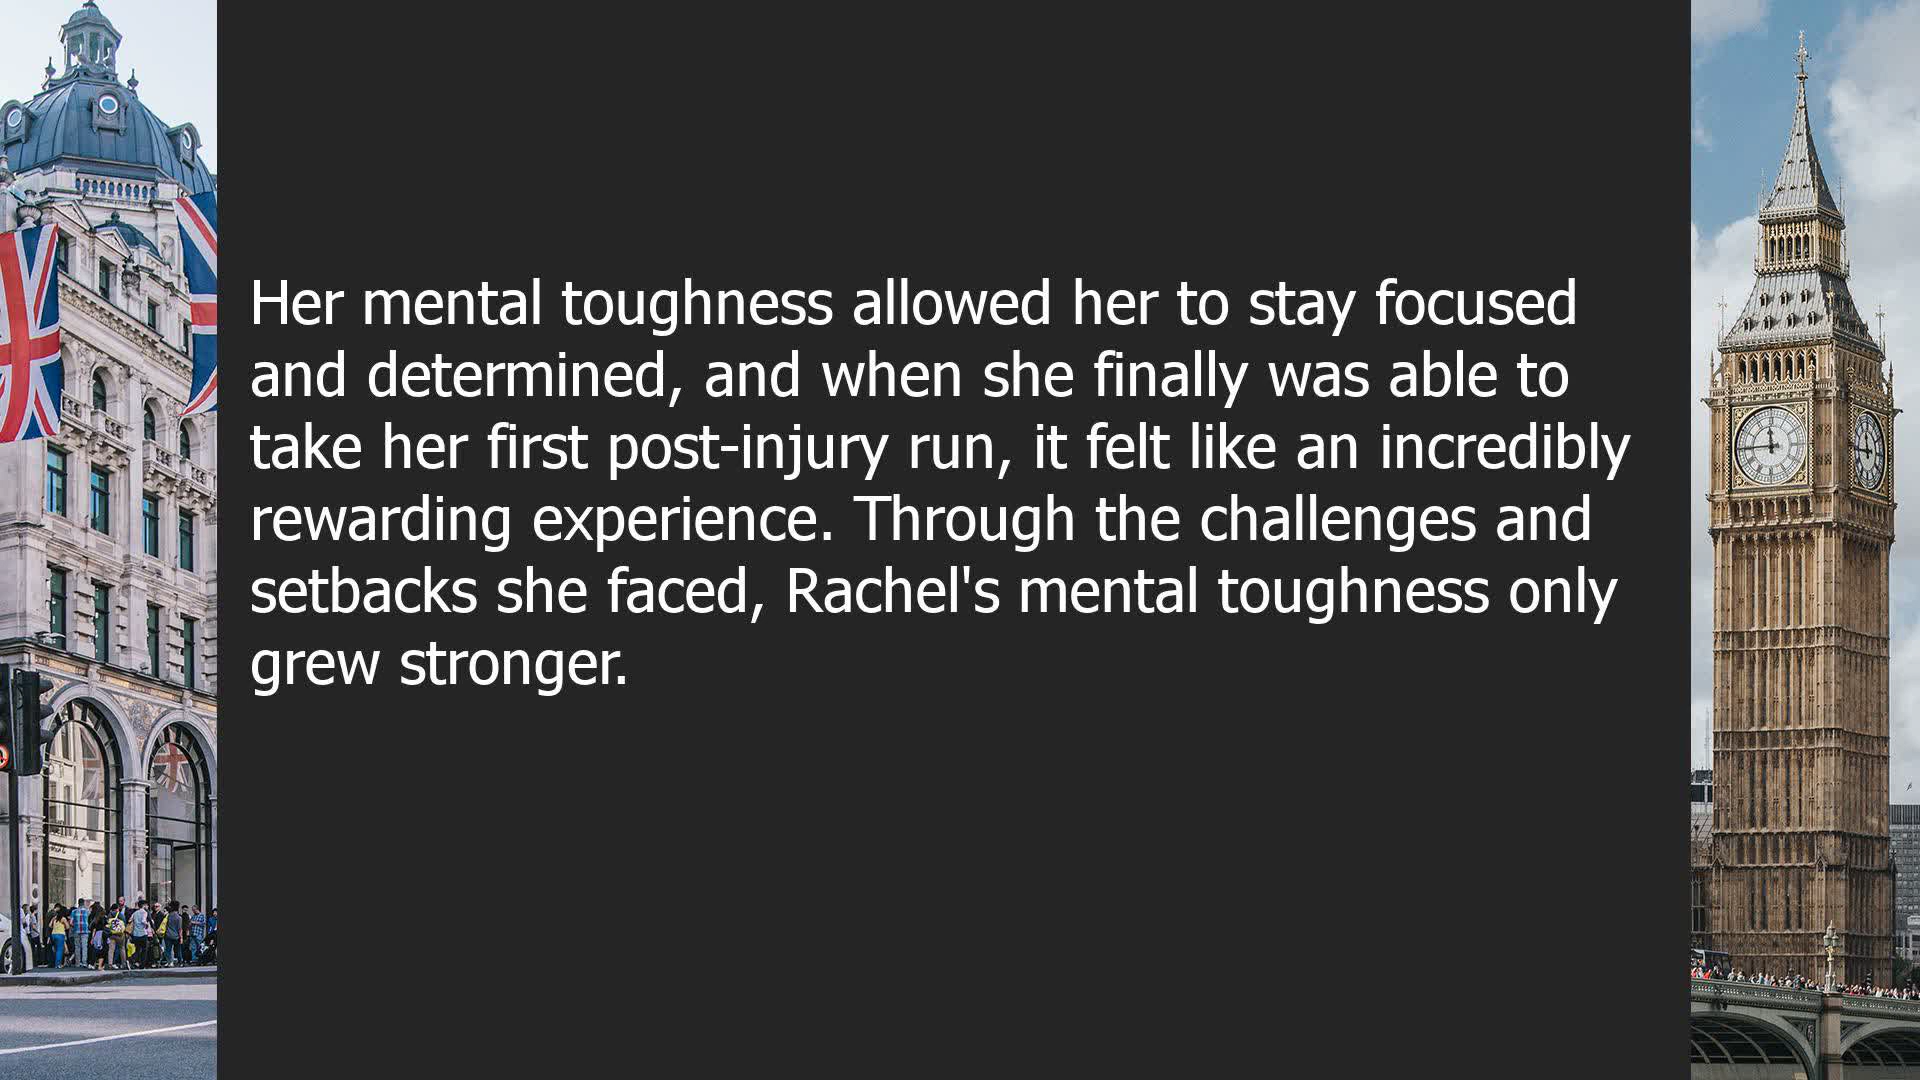 Her mental toughness allowed her to stay focused
and determined, and when she finally was able to
take her first post-injury run, it felt like an incredibly
rewarding experience. Through the challenges and
setbacks she faced, Rachel's mental toughness only
grew stronger.